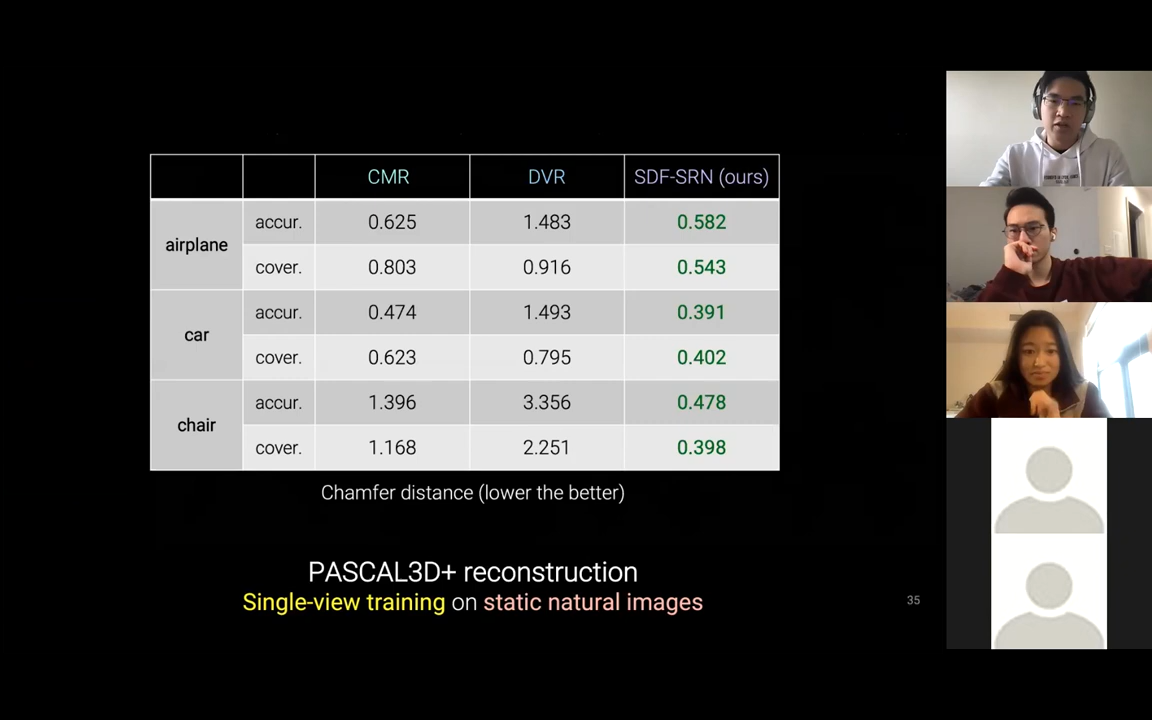 CMR DVR SDF-SRN (ours)
airplane accur. 0.625 1.483 0.582
cover. 0.803 0.916 0.543
car accur. 0.474 1.493 0.391
cover. 0.623 0.795 0.402
chair accur. 1.396 3.356 0.478
cover. 1.168 2.251 0.398
Chamfer distance (lower the better)
PASCAL3D+ reconstruction
Single-view training on static natural images
35